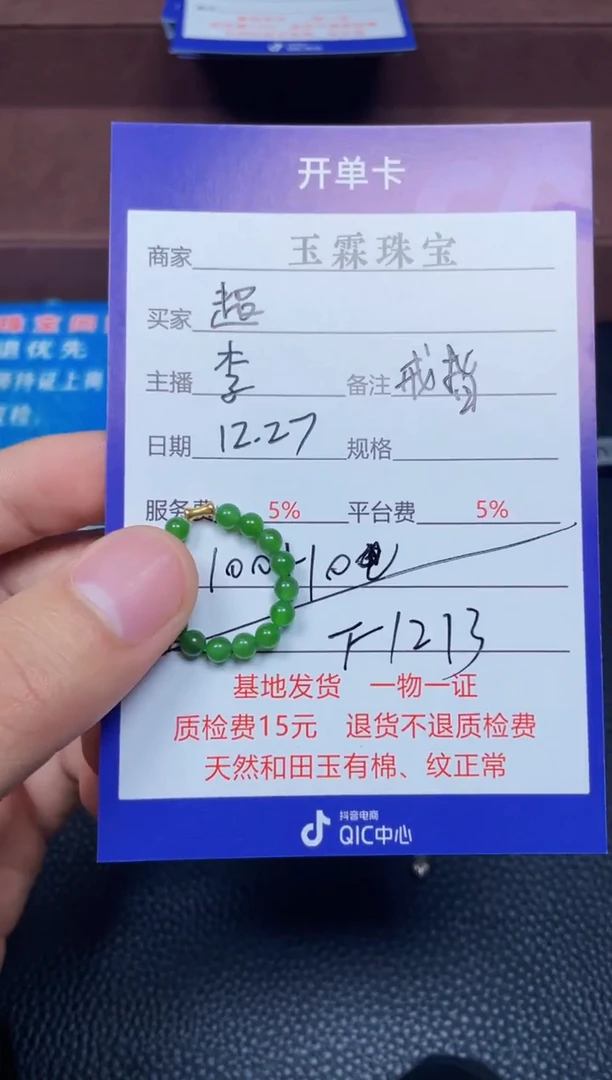 开单卡
商家 玉霖珠宝
买家 超
主播 李 备注 戒指
日期 12.27 规格
服务费 5% 平台费 5%
100+10
F1213
基地发货 一物一证
质检费15元 退货不退质检费
天然和田玉有棉、纹正常
抖音电商
QIC中心